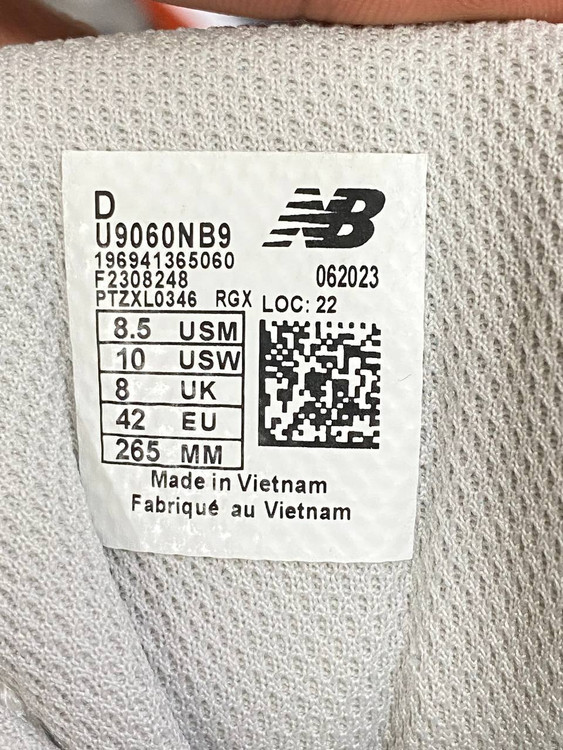 D
U9060NB9
NB
196941365060
F2308248
062023
PTZXL0346 RGX LOC: 22
8.5 USM
10 USW
8 UK
42 EU
265 MM
Made in Vietnam
Fabriqué au Vietnam